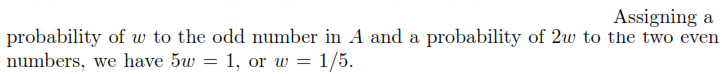 Assigning a
probability of w to the odd number in A and a probability of 2w to the two even
numbers, we have 5w = 1, or w = 1/5.